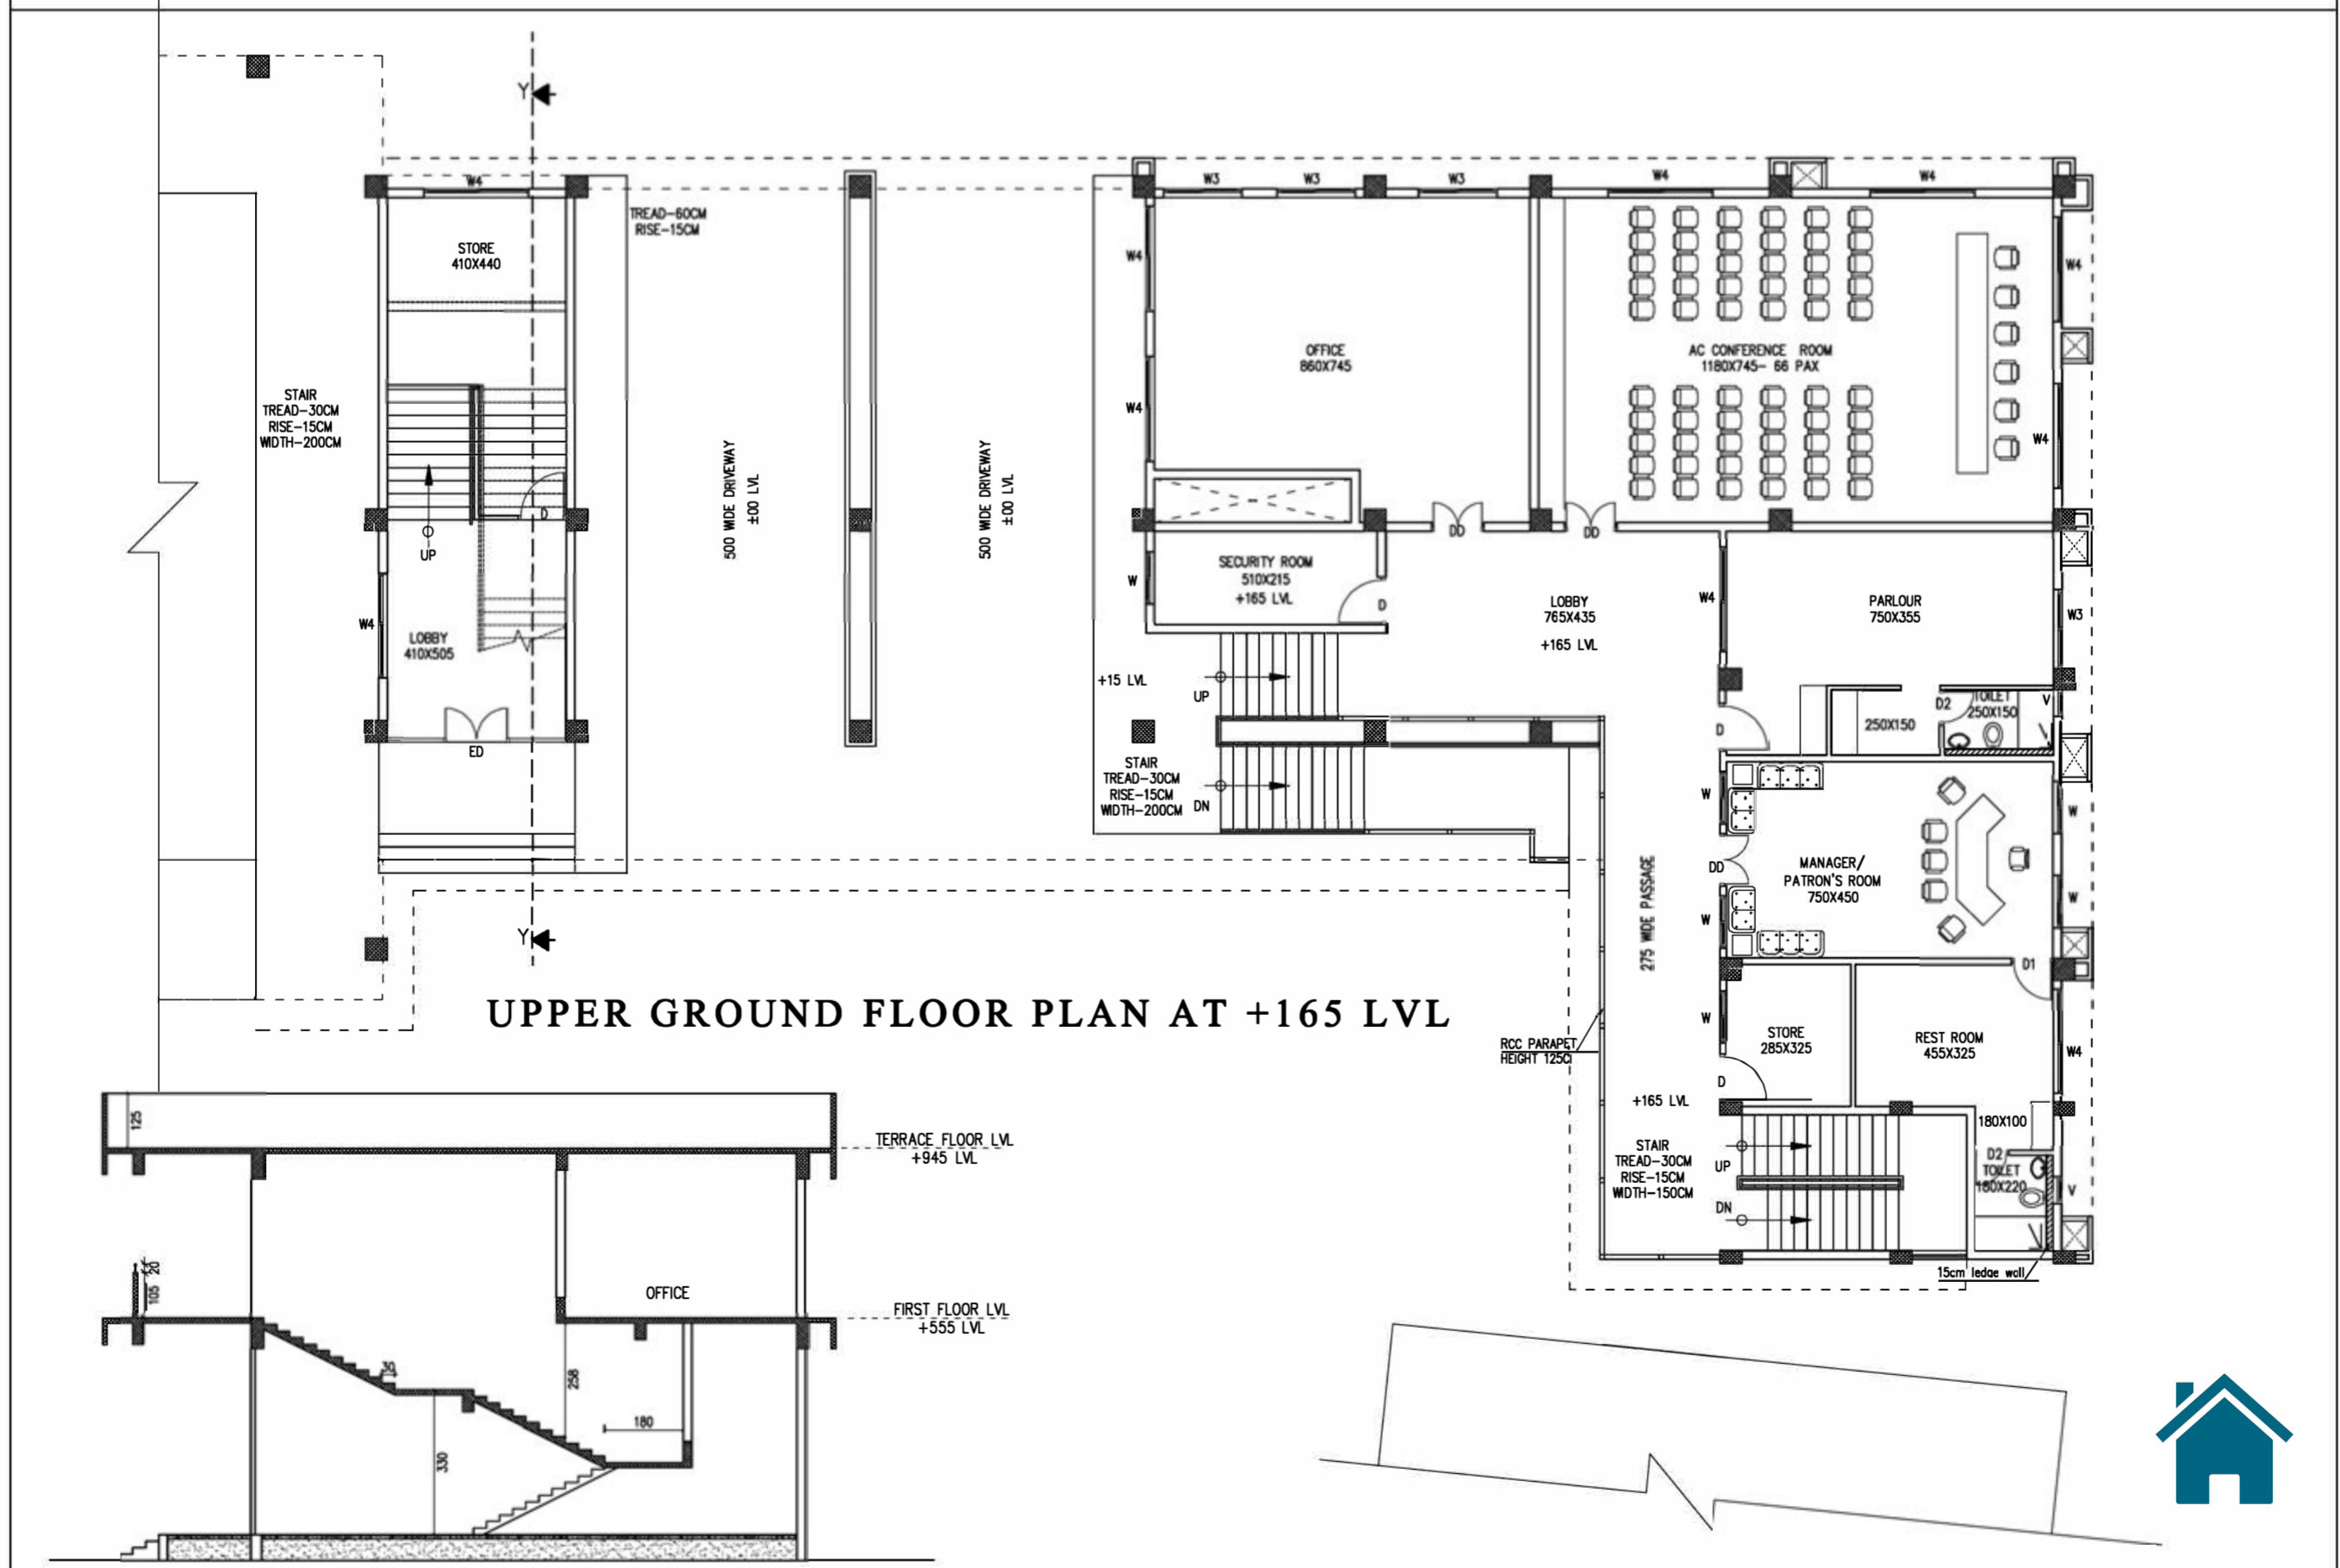 Y
W4
STORE
410X440
TREAD-60CM
RISE-15CM
STAIR
TREAD-30CM
RISE-15CM
WIDTH-200CM
D
UP
W4
LOBBY
410X505
ED
Y
500 WIDE DRIVEWAY
±00 LVL
500 WIDE DRIVEWAY
±00 LVL
W3
W3
W3
W4
W4
W4
W4
W4
W4
OFFICE
860X745
AC CONFERENCE ROOM
1180X745- 66 PAX
DD
DD
SECURITY ROOM
510X215
+165 LVL
W
D
LOBBY
765X435
+165 LVL
W4
PARLOUR
750X355
W3
+15 LVL
UP
STAIR
TREAD-30CM
RISE-15CM
WIDTH-200CM
DN
D
250X150
D2
TOILET
250X150
V
W
DD
W
MANAGER/
PATRON'S ROOM
750X450
W
W
275 WIDE PASSAGE
D1
W
STORE
285X325
REST ROOM
455X325
W4
D
RCC PARAPET
HEIGHT 125C
+165 LVL
180X100
STAIR
TREAD-30CM
RISE-15CM
WIDTH-150CM
UP
DN
D2
TOILET
180X220
V
15cm ledge wall
UPPER GROUND FLOOR PLAN AT +165 LVL
125
TERRACE FLOOR LVL
+945 LVL
20
105
OFFICE
FIRST FLOOR LVL
+555 LVL
30
258
180
330